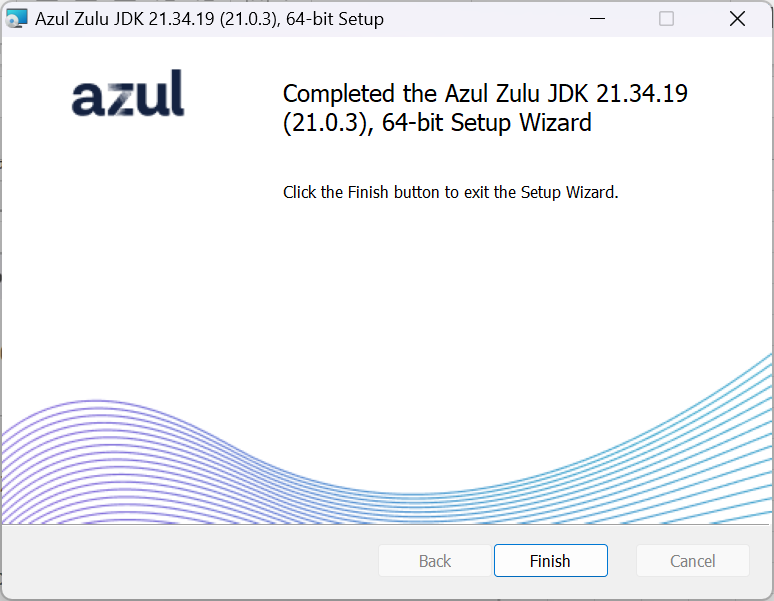 Azul Zulu JDK 21.34.19 (21.0.3), 64-bit Setup
azul
Completed the Azul Zulu JDK 21.34.19
(21.0.3), 64-bit Setup Wizard
Click the Finish button to exit the Setup Wizard.
Back
Finish
Cancel